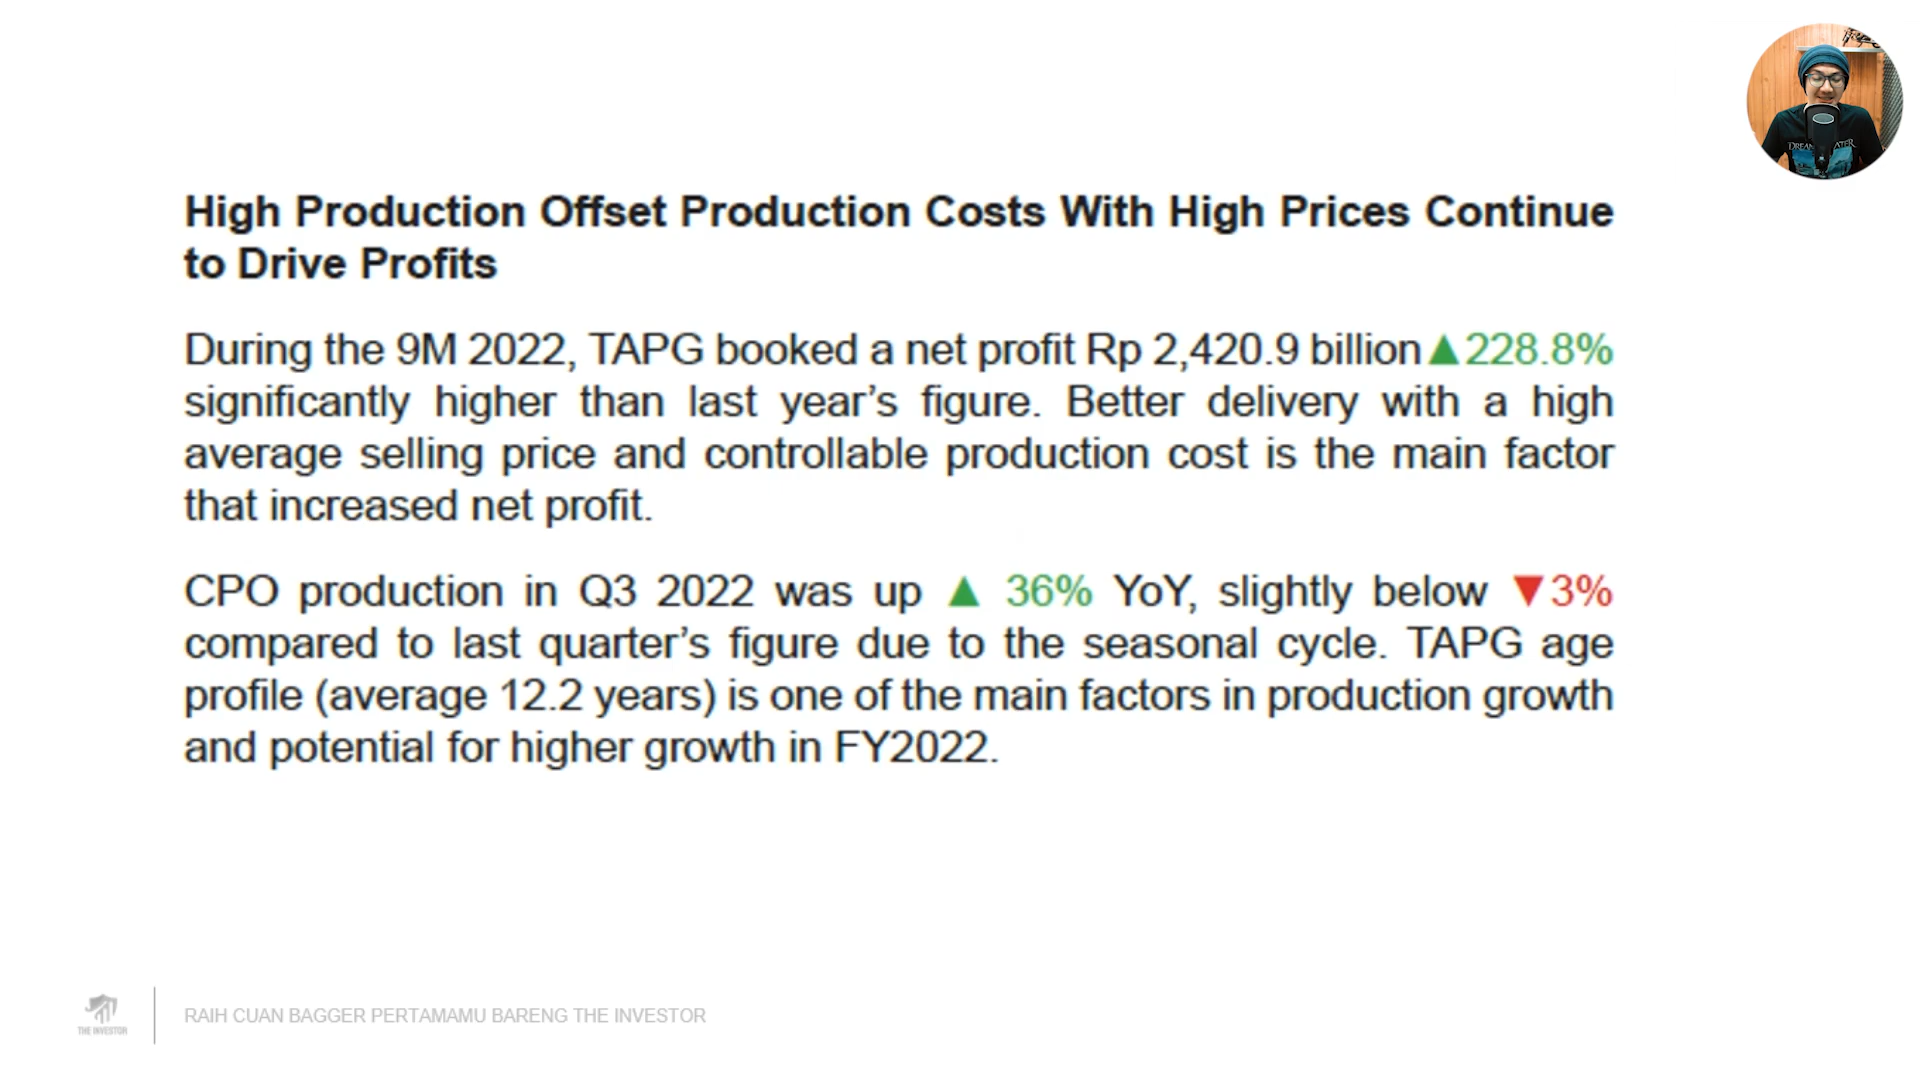 High Production Offset Production Costs With High Prices Continue
to Drive Profits
During the 9M 2022, TAPG booked a net profit Rp 2,420.9 billion▲228.8%
significantly higher than last year’s figure. Better delivery with a high
average selling price and controllable production cost is the main factor
that increased net profit.
CPO production in Q3 2022 was up ▲ 36% YoY, slightly below ▼3%
compared to last quarter’s figure due to the seasonal cycle. TAPG age
profile (average 12.2 years) is one of the main factors in production growth
and potential for higher growth in FY2022.
THE INVESTOR
RAIH CUAN BAGGER PERTAMAMU BARENG THE INVESTOR